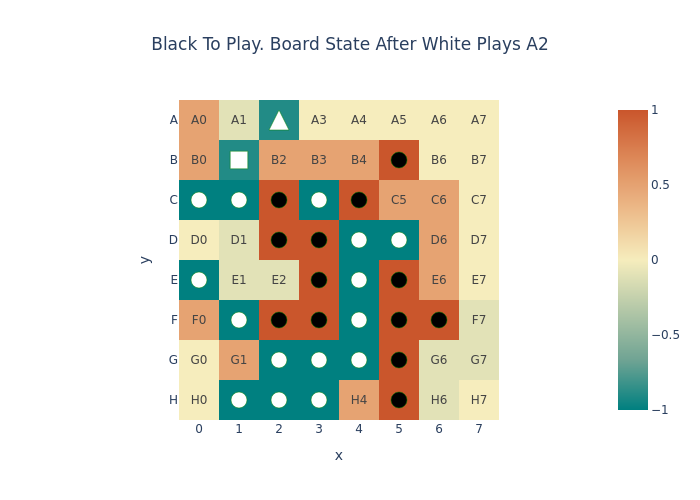 Black To Play. Board State After White Plays A2
A A0 A1 A3 A4 A5 A6 A7
B B0 B2 B3 B4 B6 B7
C C5 C6 C7
D D0 D1 D6 D7
E E1 E2 E6 E7
F F0 F7
G G0 G1 G6 G7
H H0 H4 H6 H7
0 1 2 3 4 5 6 7
x
y
1
0.5
0
−0.5
−1